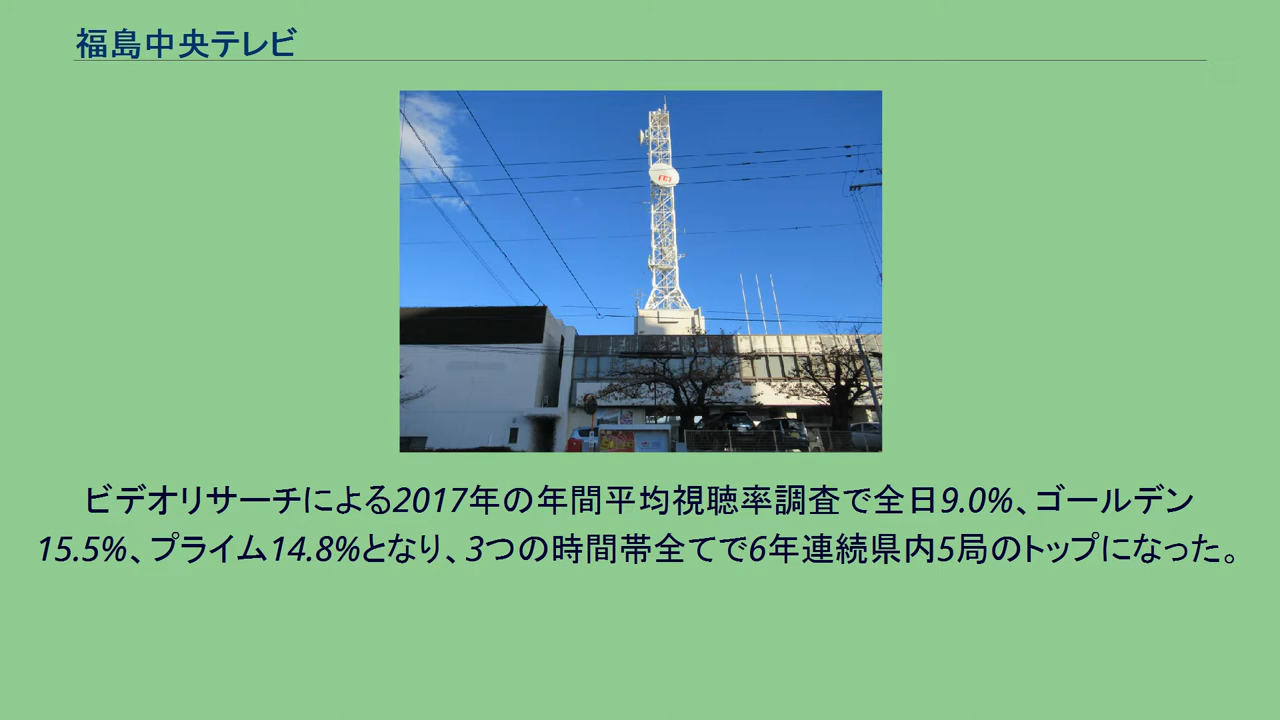 福島中央テレビ
ビデオリサーチによる2017年の年間平均視聴率調査で全日9.0%、ゴールデン
15.5%、プライム14.8%となり、3つの時間帯全てで6年連続県内5局のトップになった。